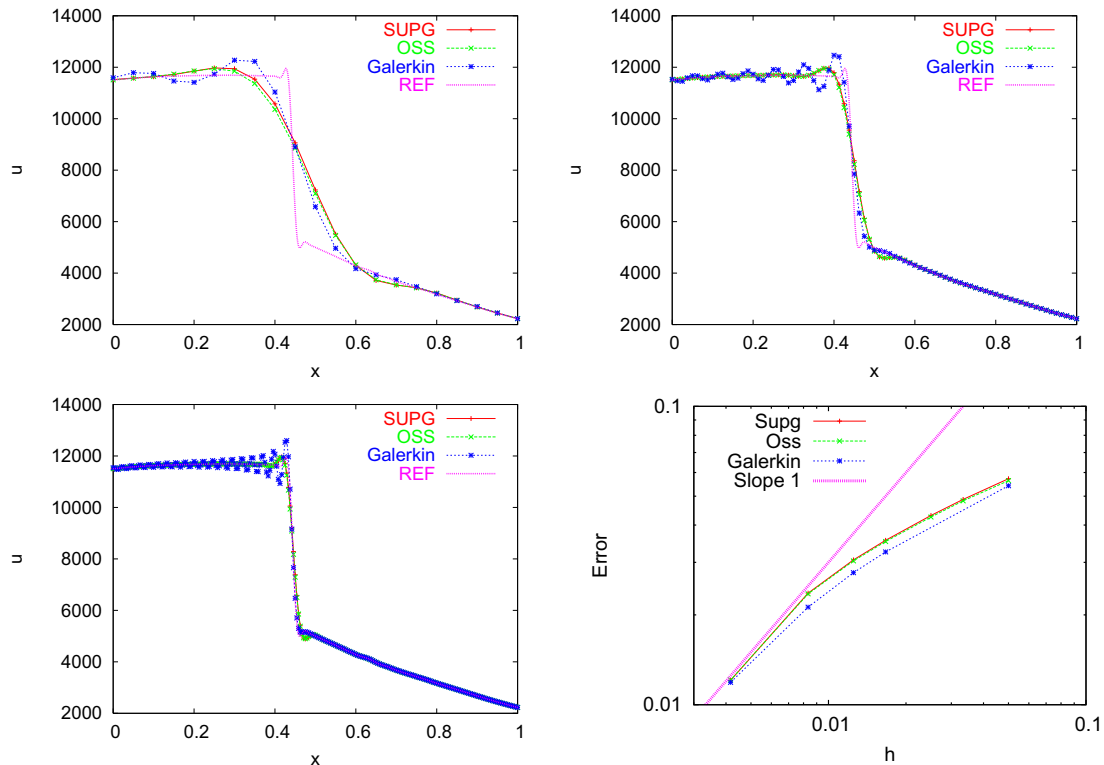 14000
12000
10000
8000
6000
4000
2000
u
0
0.2
0.4
0.6
0.8
1
x
SUPG
OSS
Galerkin
REF
14000
12000
10000
8000
6000
4000
2000
u
0
0.2
0.4
0.6
0.8
1
x
SUPG
OSS
Galerkin
REF
14000
12000
10000
8000
6000
4000
2000
u
0
0.2
0.4
0.6
0.8
1
x
SUPG
OSS
Galerkin
REF
0.1
0.01
Error
0.01
0.1
h
Supg
Oss
Galerkin
Slope 1